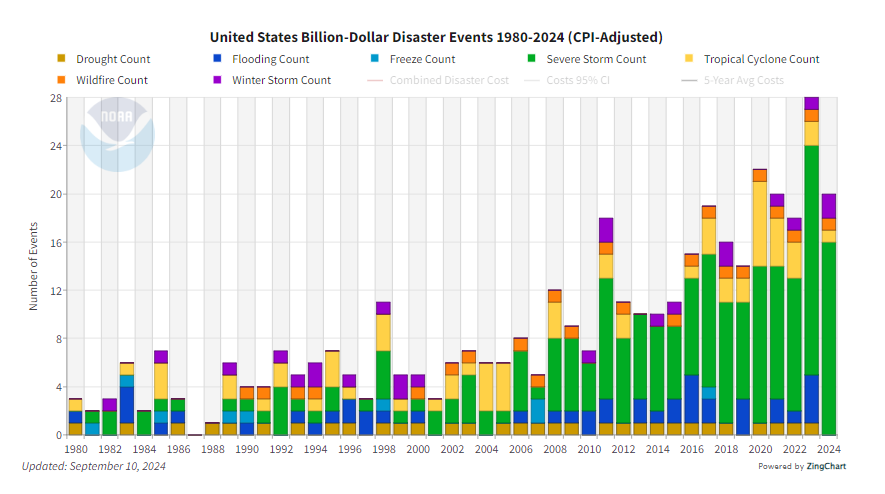 United States Billion-Dollar Disaster Events 1980-2024 (CPI-Adjusted)
Drought Count Flooding Count Freeze Count Severe Storm Count Tropical Cyclone Count
Wildfire Count Winter Storm Count Combined Disaster Cost Costs 95% CI 5-Year Avg Costs
NOAA
Number of Events
28
24
20
16
12
8
4
0
1980 1982 1984 1986 1988 1990 1992 1994 1996 1998 2000 2002 2004 2006 2008 2010 2012 2014 2016 2018 2020 2022 2024
Updated: September 10, 2024
Powered by ZingChart